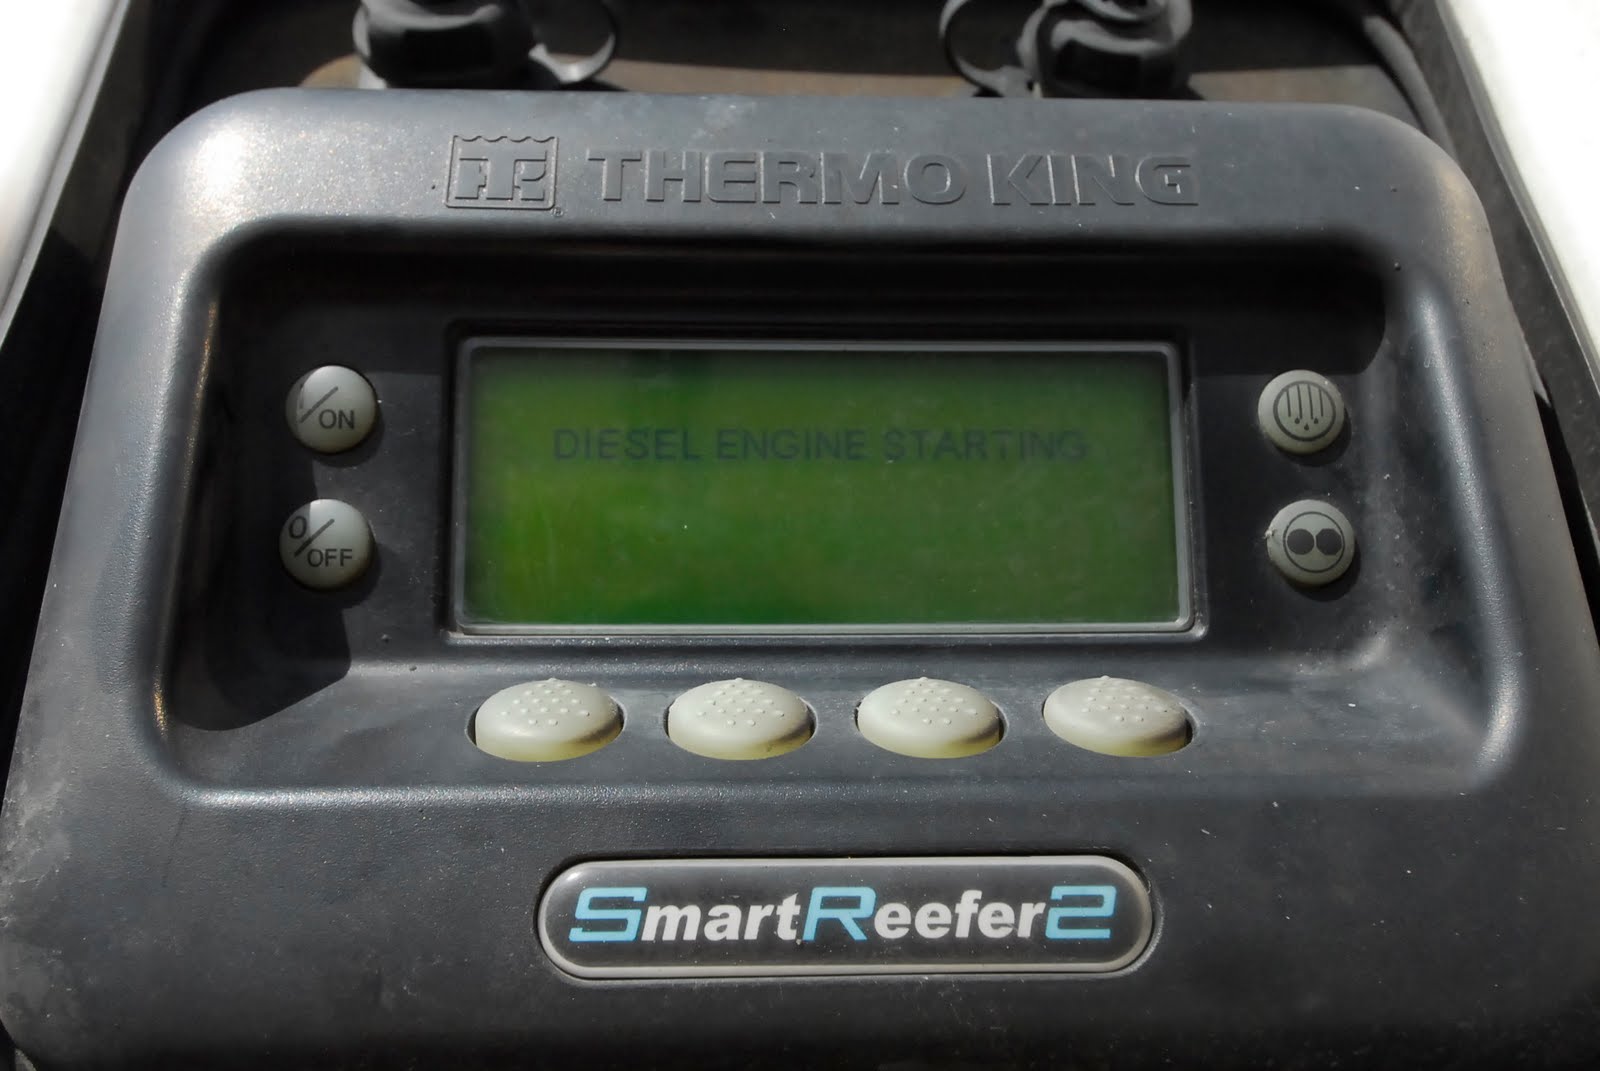 THERMO KING
I/ON
DIESEL ENGINE STARTING
O/OFF
SmartReefer2